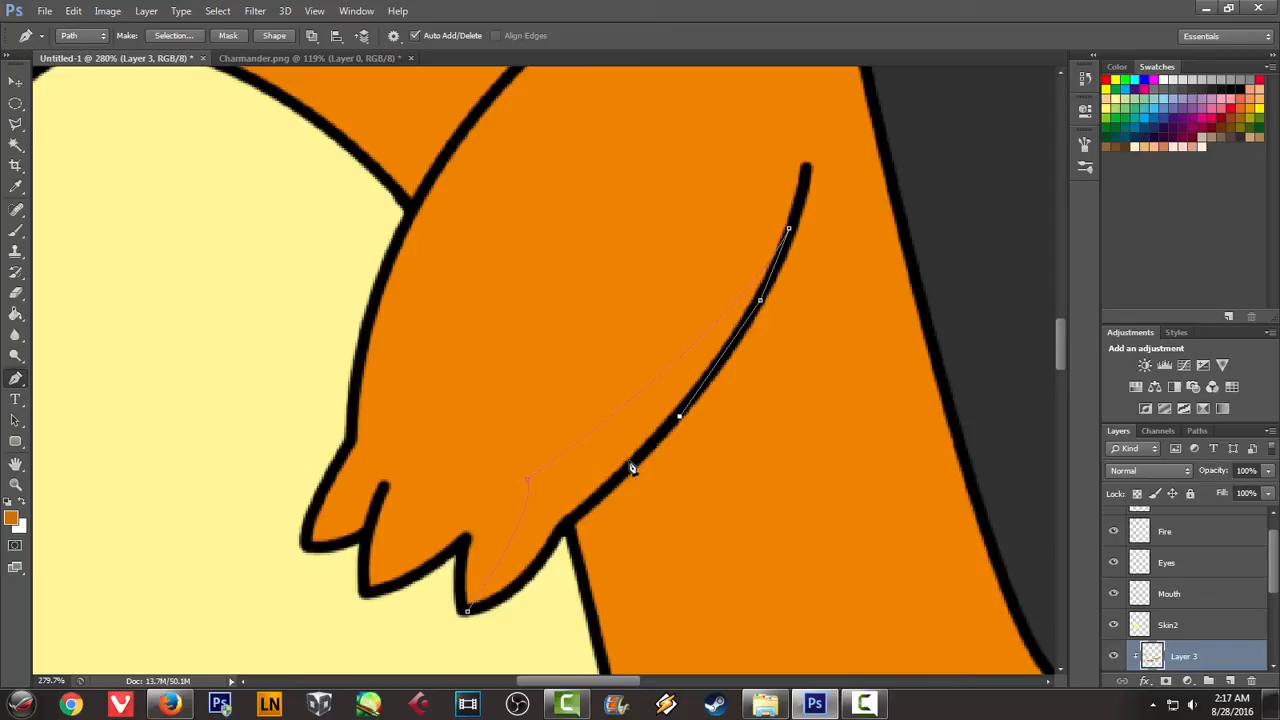 Ps File Edit Image Layer Type Select Filter 3D View Window Help
Path Make: Selection... Mask Shape Auto Add/Delete Align Edges Essentials
Untitled-1 @ 280% (Layer 3, RGB/8) * × Charmander.png @ 119% (Layer 0, RGB/8) * ×
Color Swatches
Adjustments Styles
Add an adjustment
Layers Channels Paths
Kind
Normal Opacity: 100%
Lock: Fill: 100%
Fire
Eyes
Mouth
Skin2
Layer 3
279.7% Doc: 13.7M/50.1M
Ps LN Ps
2:17 AM
8/28/2016